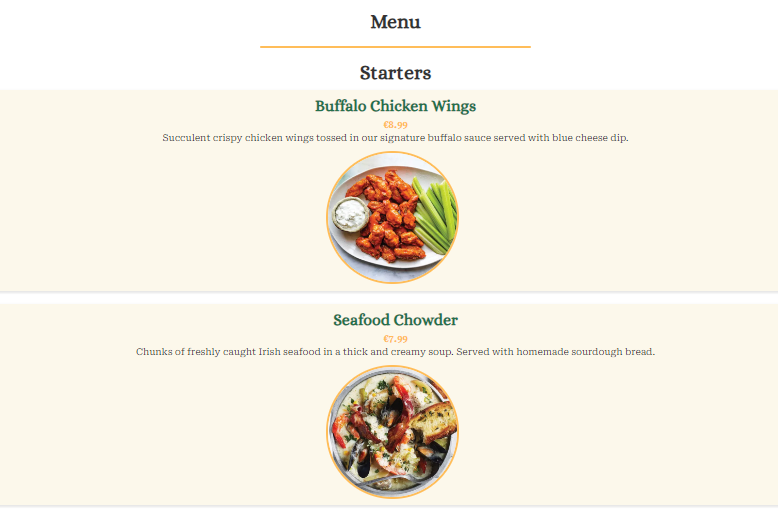 Menu
Starters
Buffalo Chicken Wings
€8.99
Succulent crispy chicken wings tossed in our signature buffalo sauce served with blue cheese dip.
Seafood Chowder
€7.99
Chunks of freshly caught Irish seafood in a thick and creamy soup. Served with homemade sourdough bread.